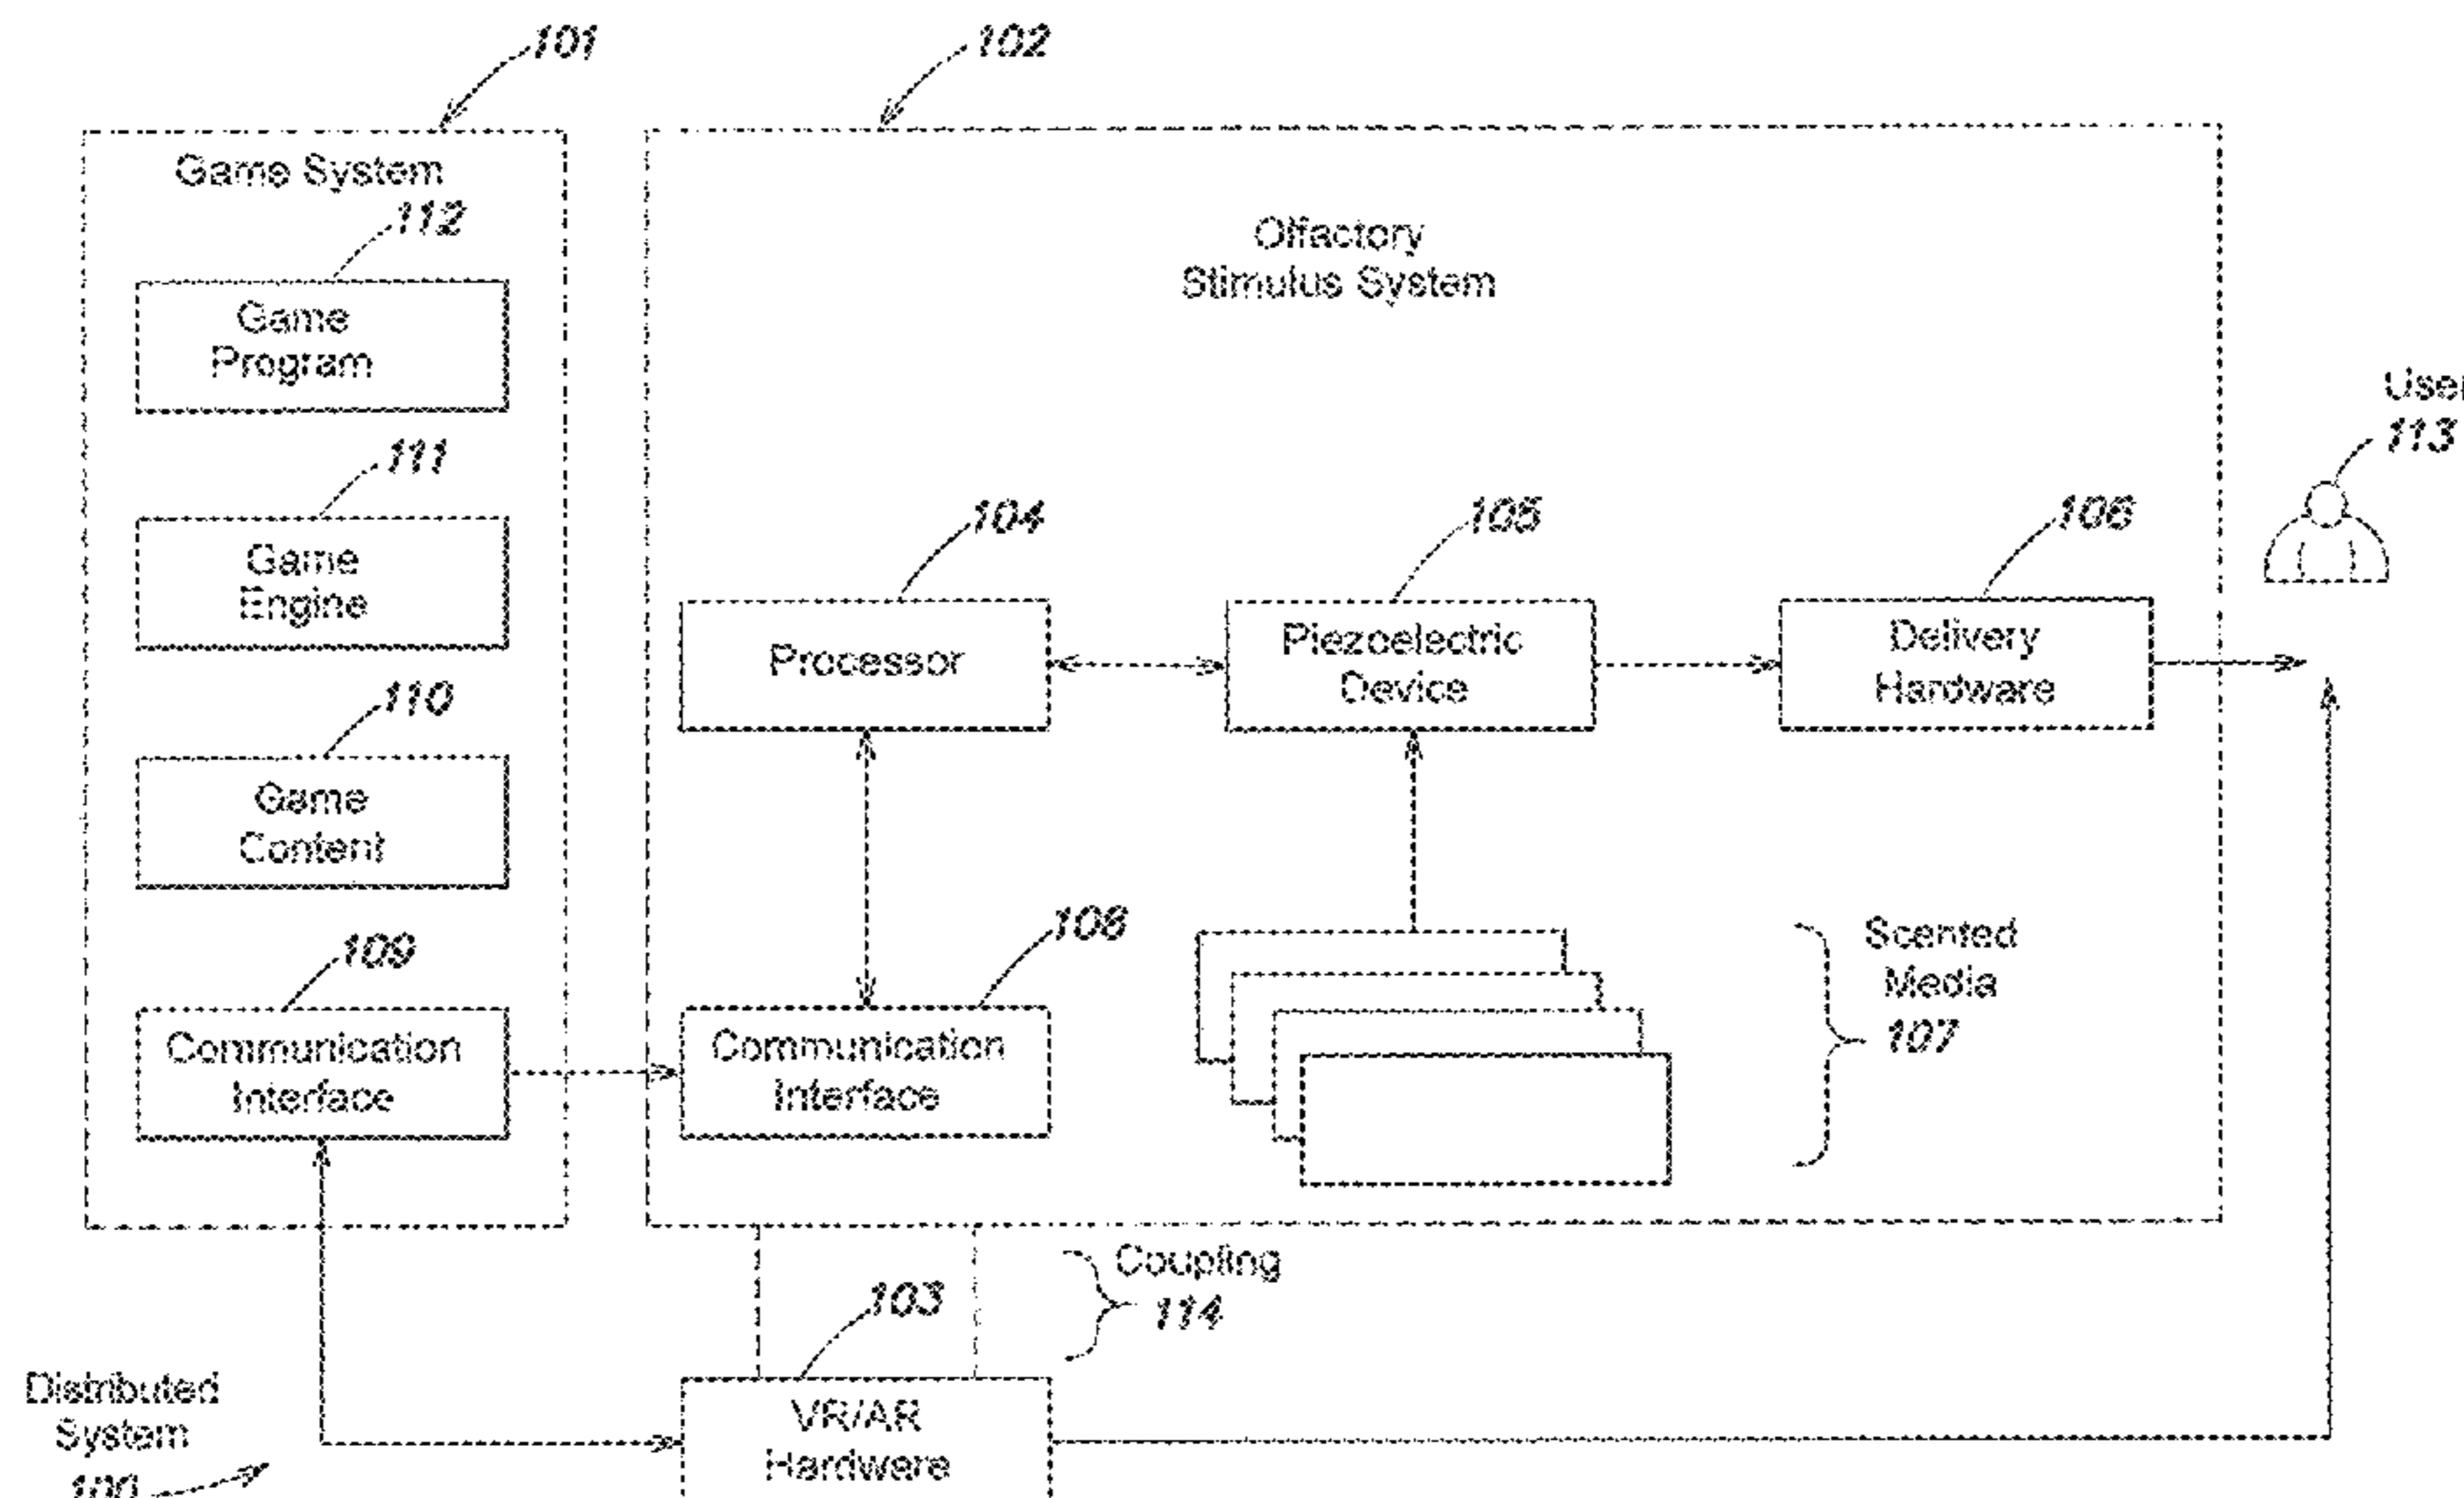 101
102
Game System
112
Game
Program
111
Game
Engine
110
Game
Content
109
Communication
Interface
Olfactory
Stimulus System
104
Processor
105
Piezoelectric
Device
106
Delivery
Hardware
108
Communication
Interface
Scented
Media
107
User
113
Coupling
114
103
VR/AR
Hardware
Distributed
System
100